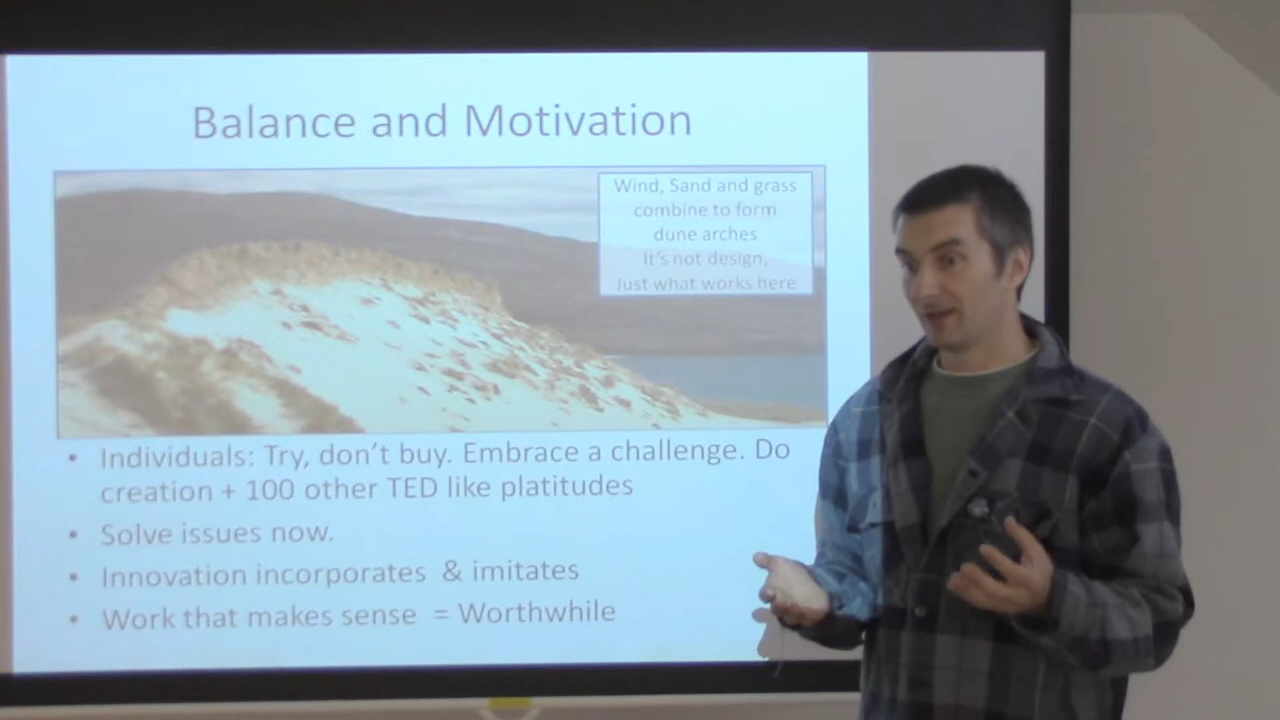 Balance and Motivation
Wind, Sand and grass
combine to form
dune arches
It's not design,
Just what works here
• Individuals: Try, don't buy. Embrace a challenge. Do
creation + 100 other TED like platitudes
• Solve issues now.
• Innovation incorporates & imitates
• Work that makes sense = Worthwhile